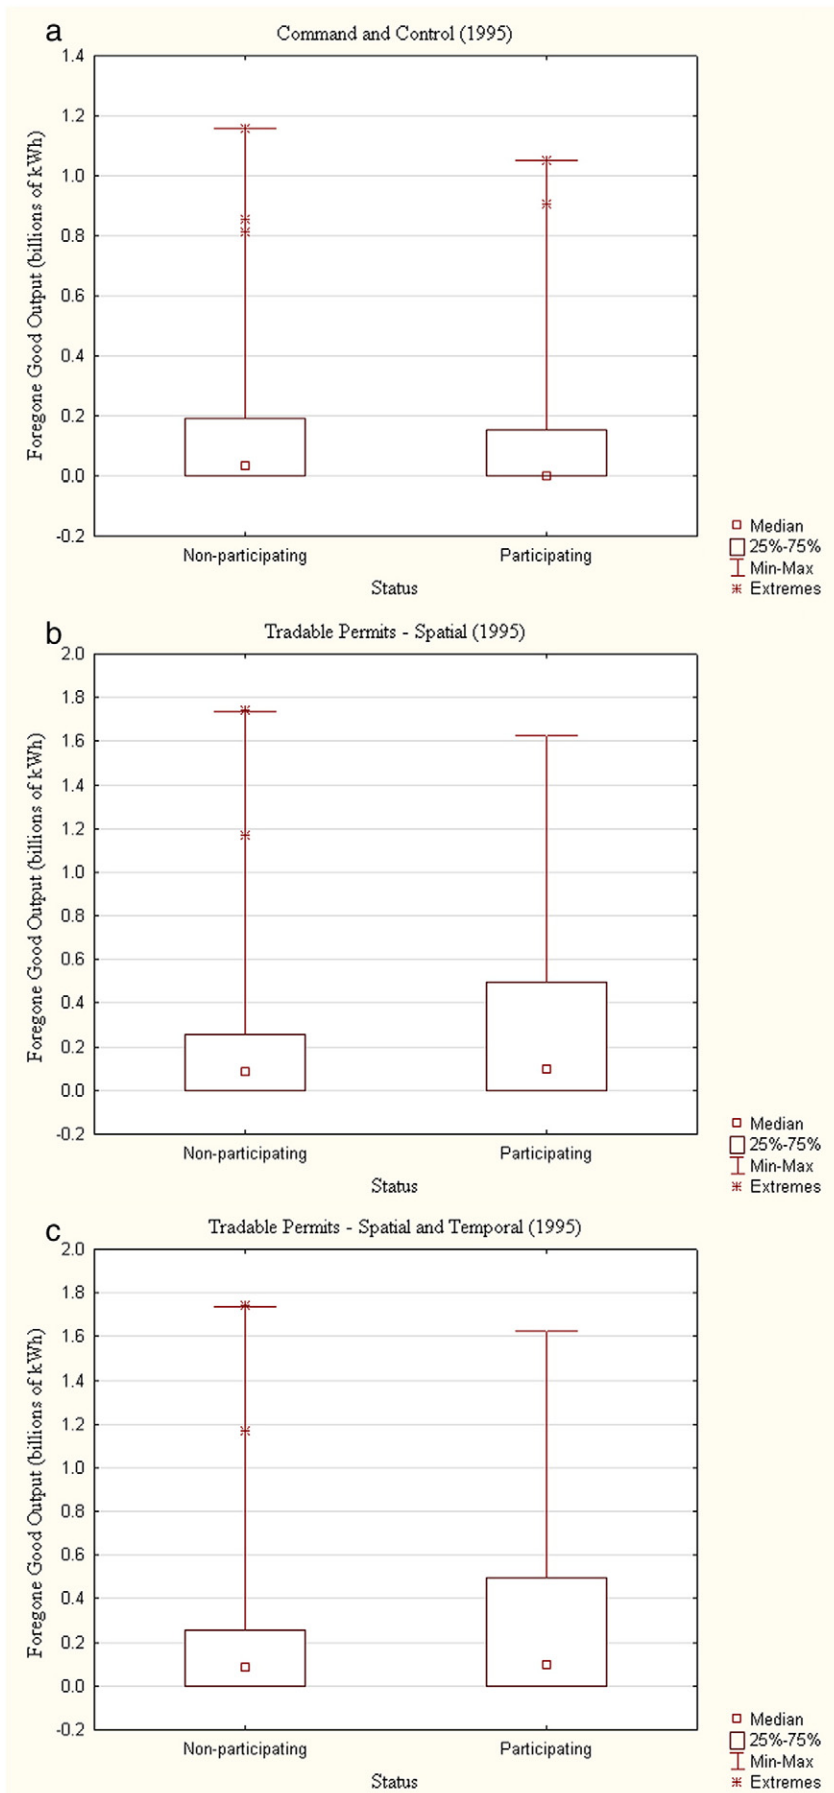 a
Command and Control (1995)
Foregone Good Output (billions of kWh)
1.4
1.2
1.0
0.8
0.6
0.4
0.2
0.0
-0.2
Non-participating Participating
Status
Median
25%-75%
Min-Max
Extremes
b
Tradable Permits - Spatial (1995)
Foregone Good Output (billions of kWh)
2.0
1.8
1.6
1.4
1.2
1.0
0.8
0.6
0.4
0.2
0.0
-0.2
Non-participating Participating
Status
Median
25%-75%
Min-Max
Extremes
c
Tradable Permits - Spatial and Temporal (1995)
Foregone Good Output (billions of kWh)
2.0
1.8
1.6
1.4
1.2
1.0
0.8
0.6
0.4
0.2
0.0
-0.2
Non-participating Participating
Status
Median
25%-75%
Min-Max
Extremes